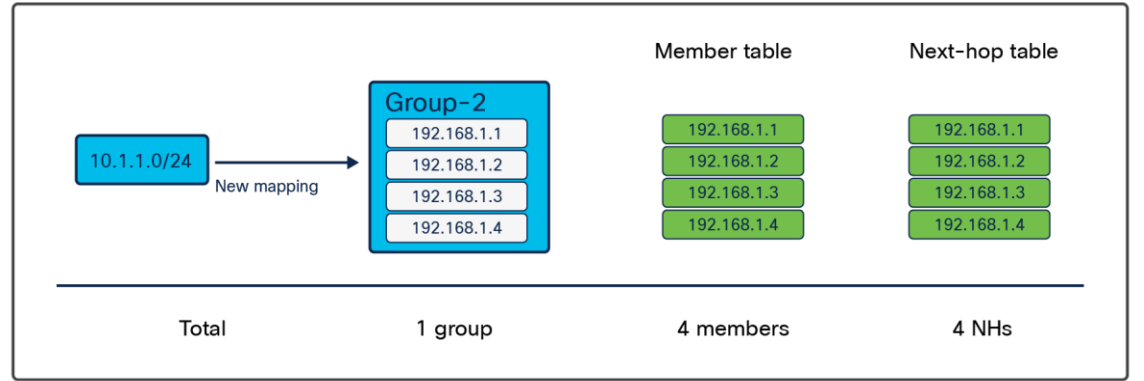 Member table
Next-hop table
Group-2
10.1.1.0/24
New mapping
192.168.1.1
192.168.1.2
192.168.1.3
192.168.1.4
192.168.1.1
192.168.1.2
192.168.1.3
192.168.1.4
192.168.1.1
192.168.1.2
192.168.1.3
192.168.1.4
Total
1 group
4 members
4 NHs